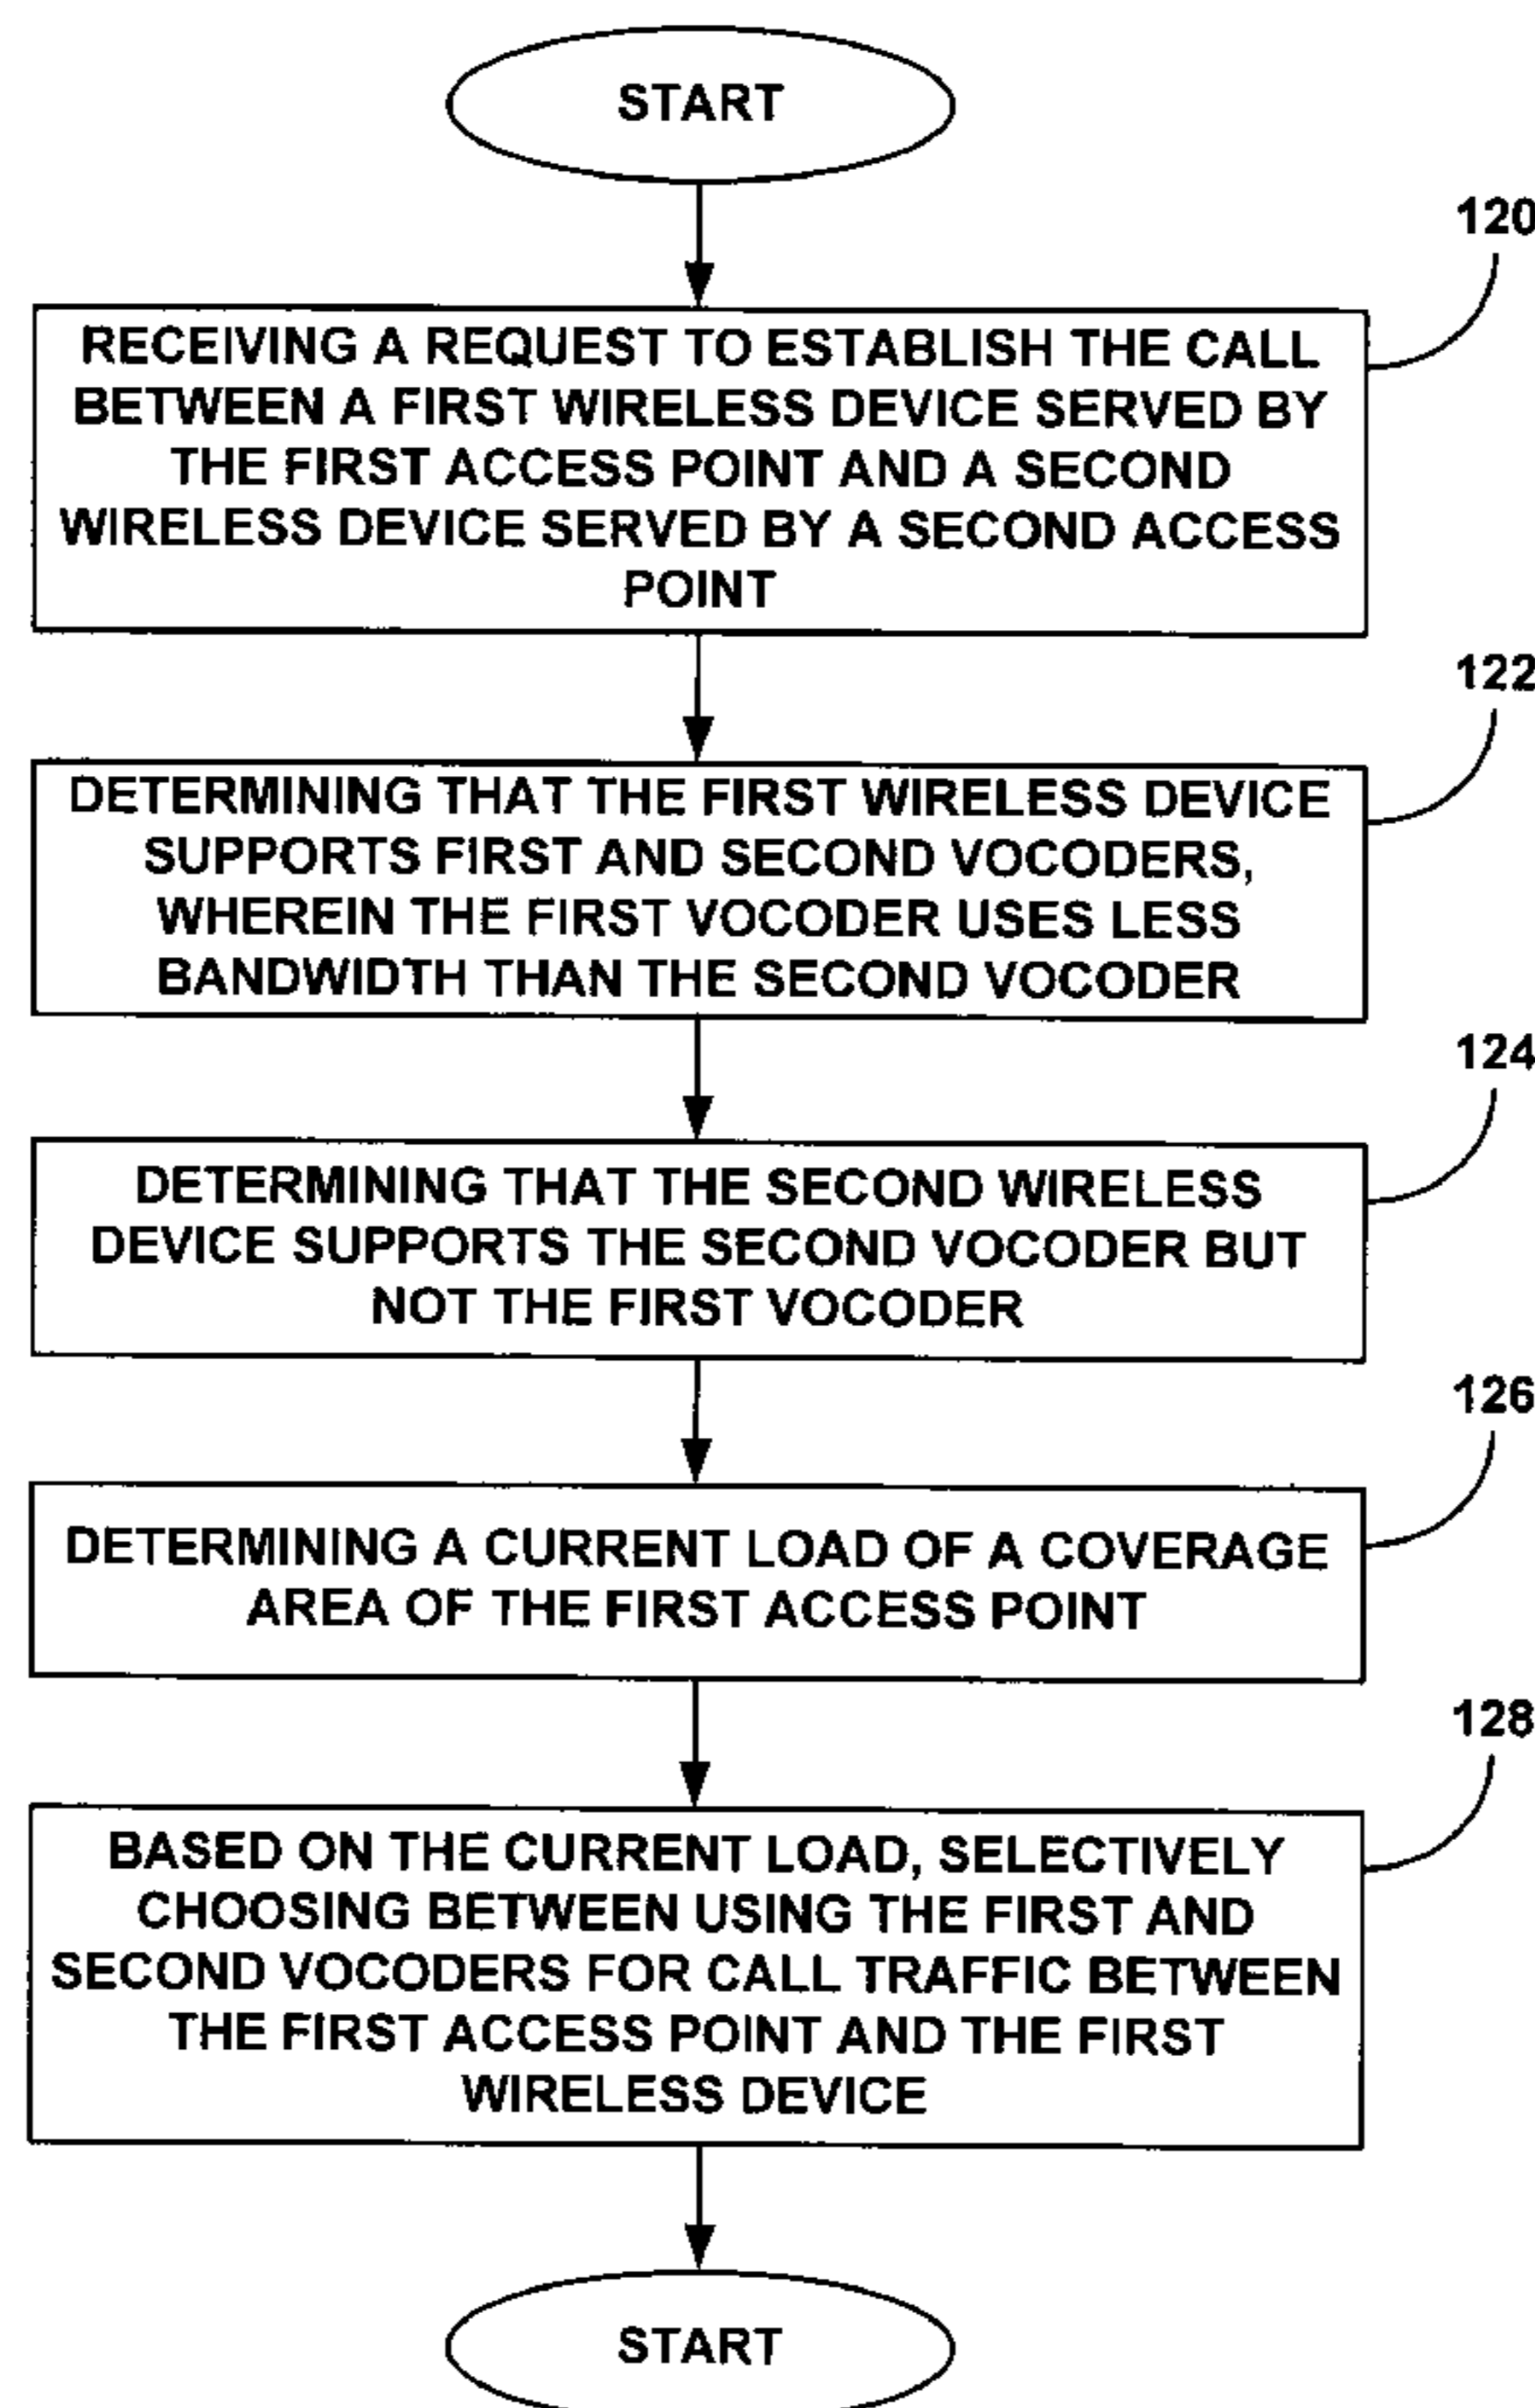 START
120
RECEIVING A REQUEST TO ESTABLISH THE CALL
BETWEEN A FIRST WIRELESS DEVICE SERVED BY
THE FIRST ACCESS POINT AND A SECOND
WIRELESS DEVICE SERVED BY A SECOND ACCESS
POINT
122
DETERMINING THAT THE FIRST WIRELESS DEVICE
SUPPORTS FIRST AND SECOND VOCODERS,
WHEREIN THE FIRST VOCODER USES LESS
BANDWIDTH THAN THE SECOND VOCODER
124
DETERMINING THAT THE SECOND WIRELESS
DEVICE SUPPORTS THE SECOND VOCODER BUT
NOT THE FIRST VOCODER
126
DETERMINING A CURRENT LOAD OF A COVERAGE
AREA OF THE FIRST ACCESS POINT
128
BASED ON THE CURRENT LOAD, SELECTIVELY
CHOOSING BETWEEN USING THE FIRST AND
SECOND VOCODERS FOR CALL TRAFFIC BETWEEN
THE FIRST ACCESS POINT AND THE FIRST
WIRELESS DEVICE
START